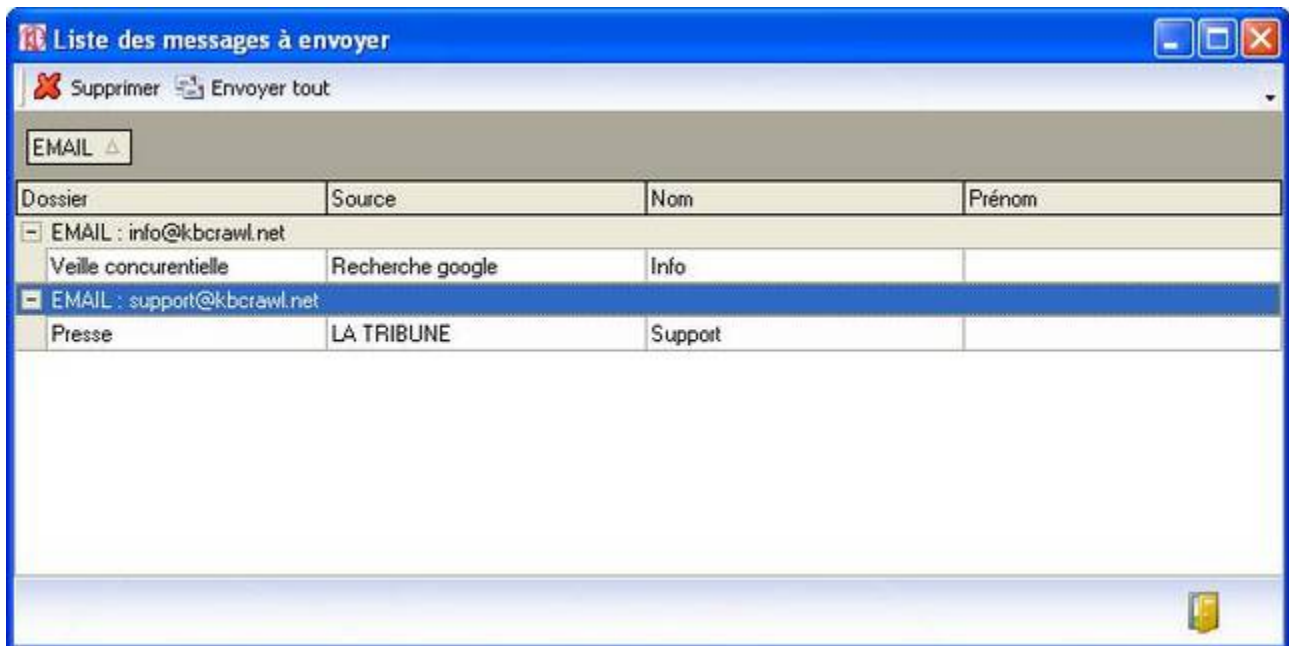 Liste des messages à envoyer
Supprimer Envoyer tout
EMAIL
Dossier Source Nom Prénom
EMAIL : info@kbcrawl.net
Veille concurentielle Recherche google Info
EMAIL : support@kbcrawl.net
Presse LA TRIBUNE Support